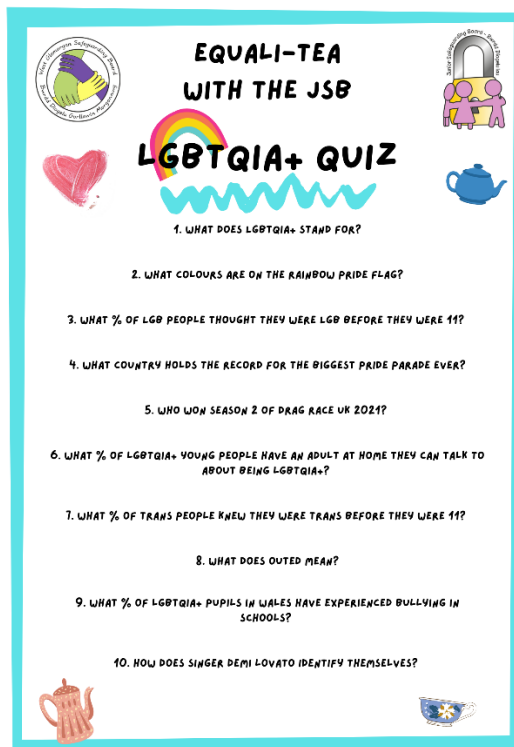 EQUALI-TEA
WITH THE JSB
LGBTQIA+ QUIZ
1. WHAT DOES LGBTQIA+ STAND FOR?
2. WHAT COLOURS ARE ON THE RAINBOW PRIDE FLAG?
3. WHAT % OF LGB PEOPLE THOUGHT THEY WERE LGB BEFORE THEY WERE 11?
4. WHAT COUNTRY HOLDS THE RECORD FOR THE BIGGEST PRIDE PARADE EVER?
5. WHO WON SEASON 2 OF DRAG RACE UK 2021?
6. WHAT % OF LGBTQIA+ YOUNG PEOPLE HAVE AN ADULT AT HOME THEY CAN TALK TO
ABOUT BEING LGBTQIA+?
7. WHAT % OF TRANS PEOPLE KNEW THEY WERE TRANS BEFORE THEY WERE 11?
8. WHAT DOES OUTED MEAN?
9. WHAT % OF LGBTQIA+ PUPILS IN WALES HAVE EXPERIENCED BULLYING IN
SCHOOLS?
10. HOW DOES SINGER DEMI LOVATO IDENTIFY THEMSELVES?